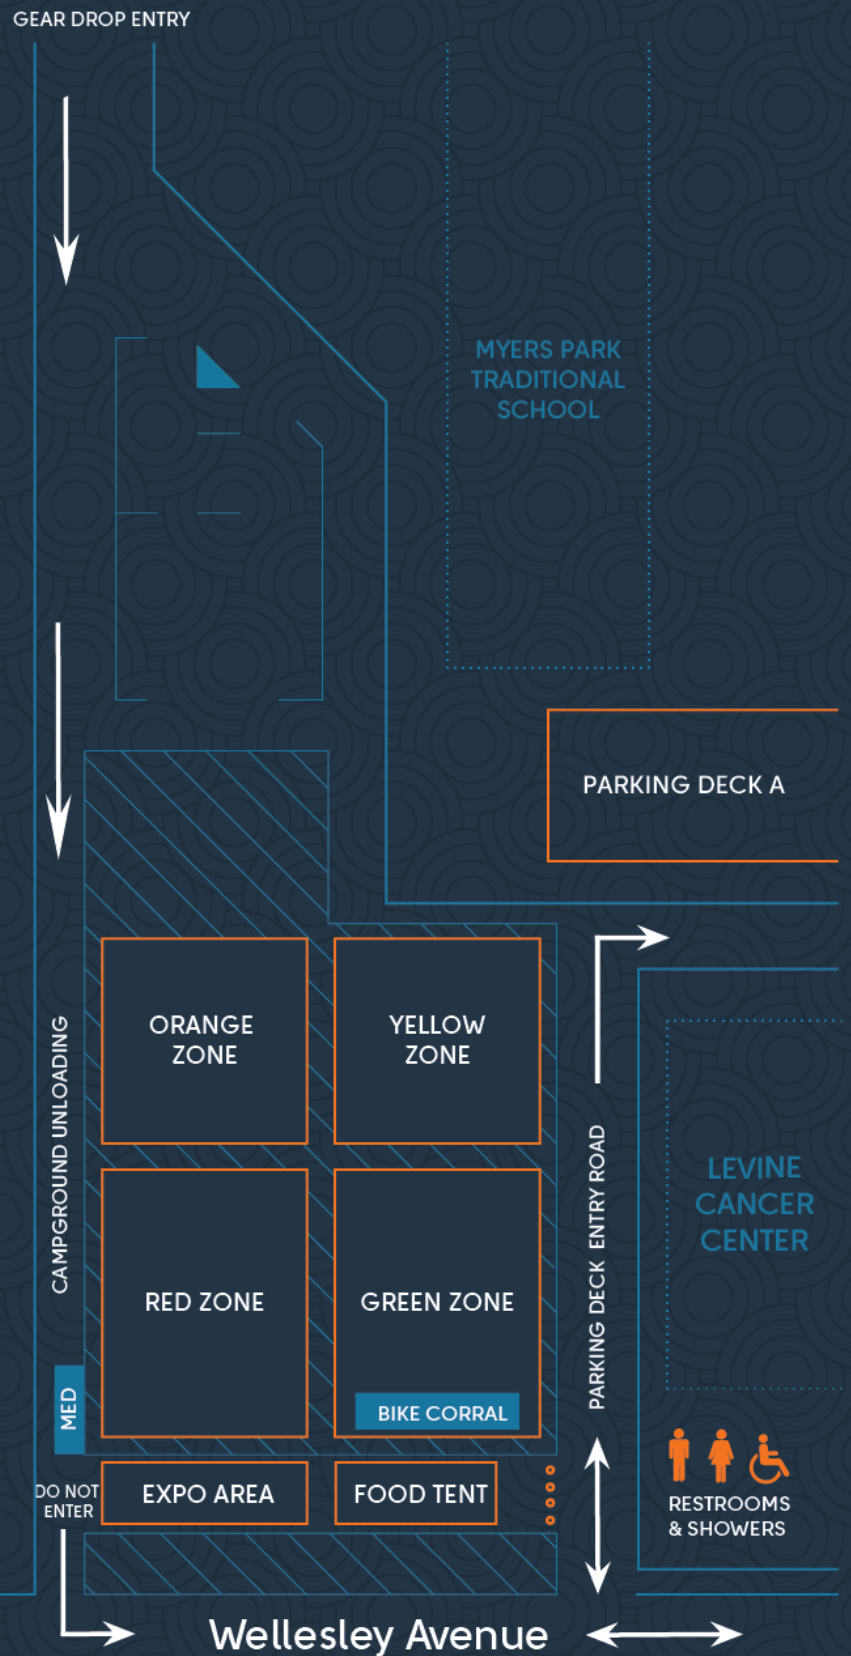 GEAR DROP ENTRY
MYERS PARK
TRADITIONAL
SCHOOL
PARKING DECK A
ORANGE
ZONE
YELLOW
ZONE
CAMPGROUND UNLOADING
PARKING DECK ENTRY ROAD
LEVINE
CANCER
CENTER
RED ZONE
GREEN ZONE
MED
BIKE CORRAL
DO NOT
ENTER
EXPO AREA
FOOD TENT
RESTROOMS
& SHOWERS
Wellesley Avenue